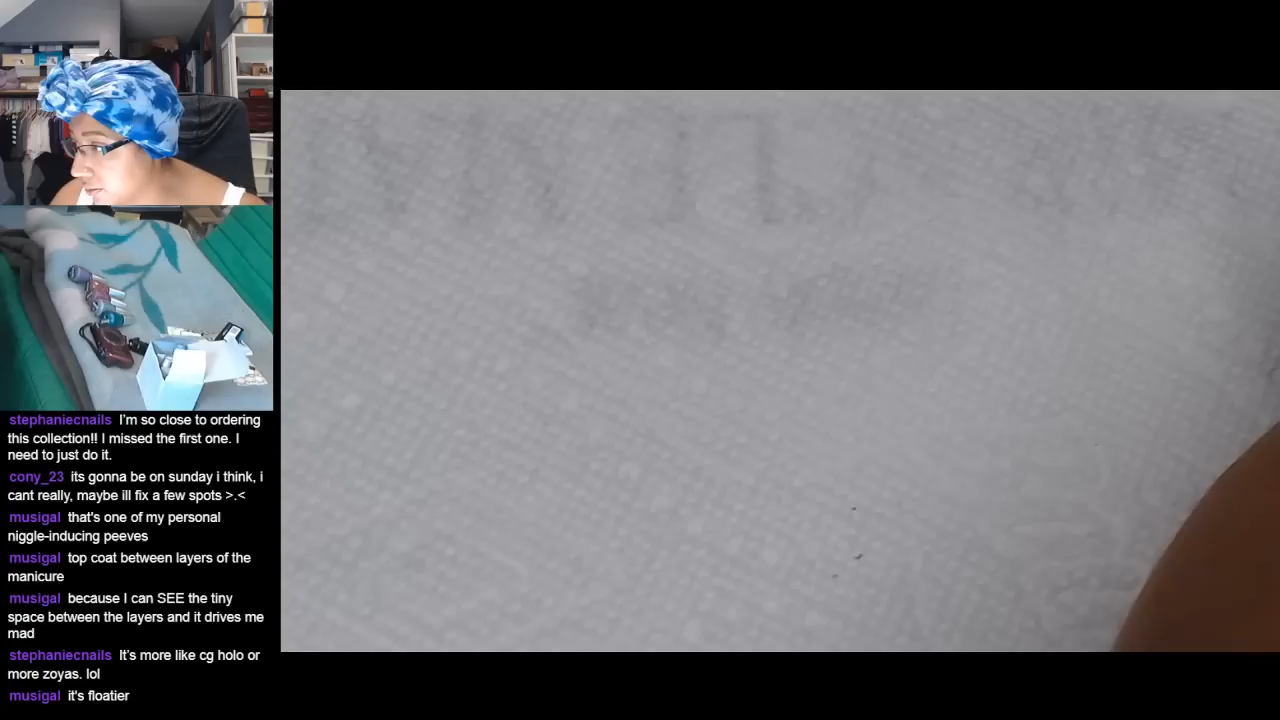 stephaniecnails I'm so close to ordering
this collection!! I missed the first one. I
need to just do it.
cony_23 its gonna be on sunday i think, i
cant really, maybe ill fix a few spots >.<
musigal that's one of my personal
niggle-inducing peeves
musigal top coat between layers of the
manicure
musigal because I can SEE the tiny
space between the layers and it drives me
mad
stephaniecnails It's more like cg holo or
more zoyas. lol
musigal it's floatier